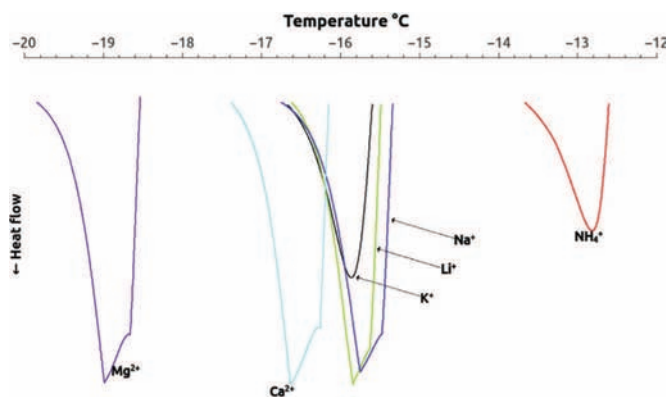 Temperature °C
−20 −19 −18 −17 −16 −15 −14 −13 −12
← Heat flow
Na⁺
NH₄⁺
Li⁺
K⁺
Mg²⁺
Ca²⁺